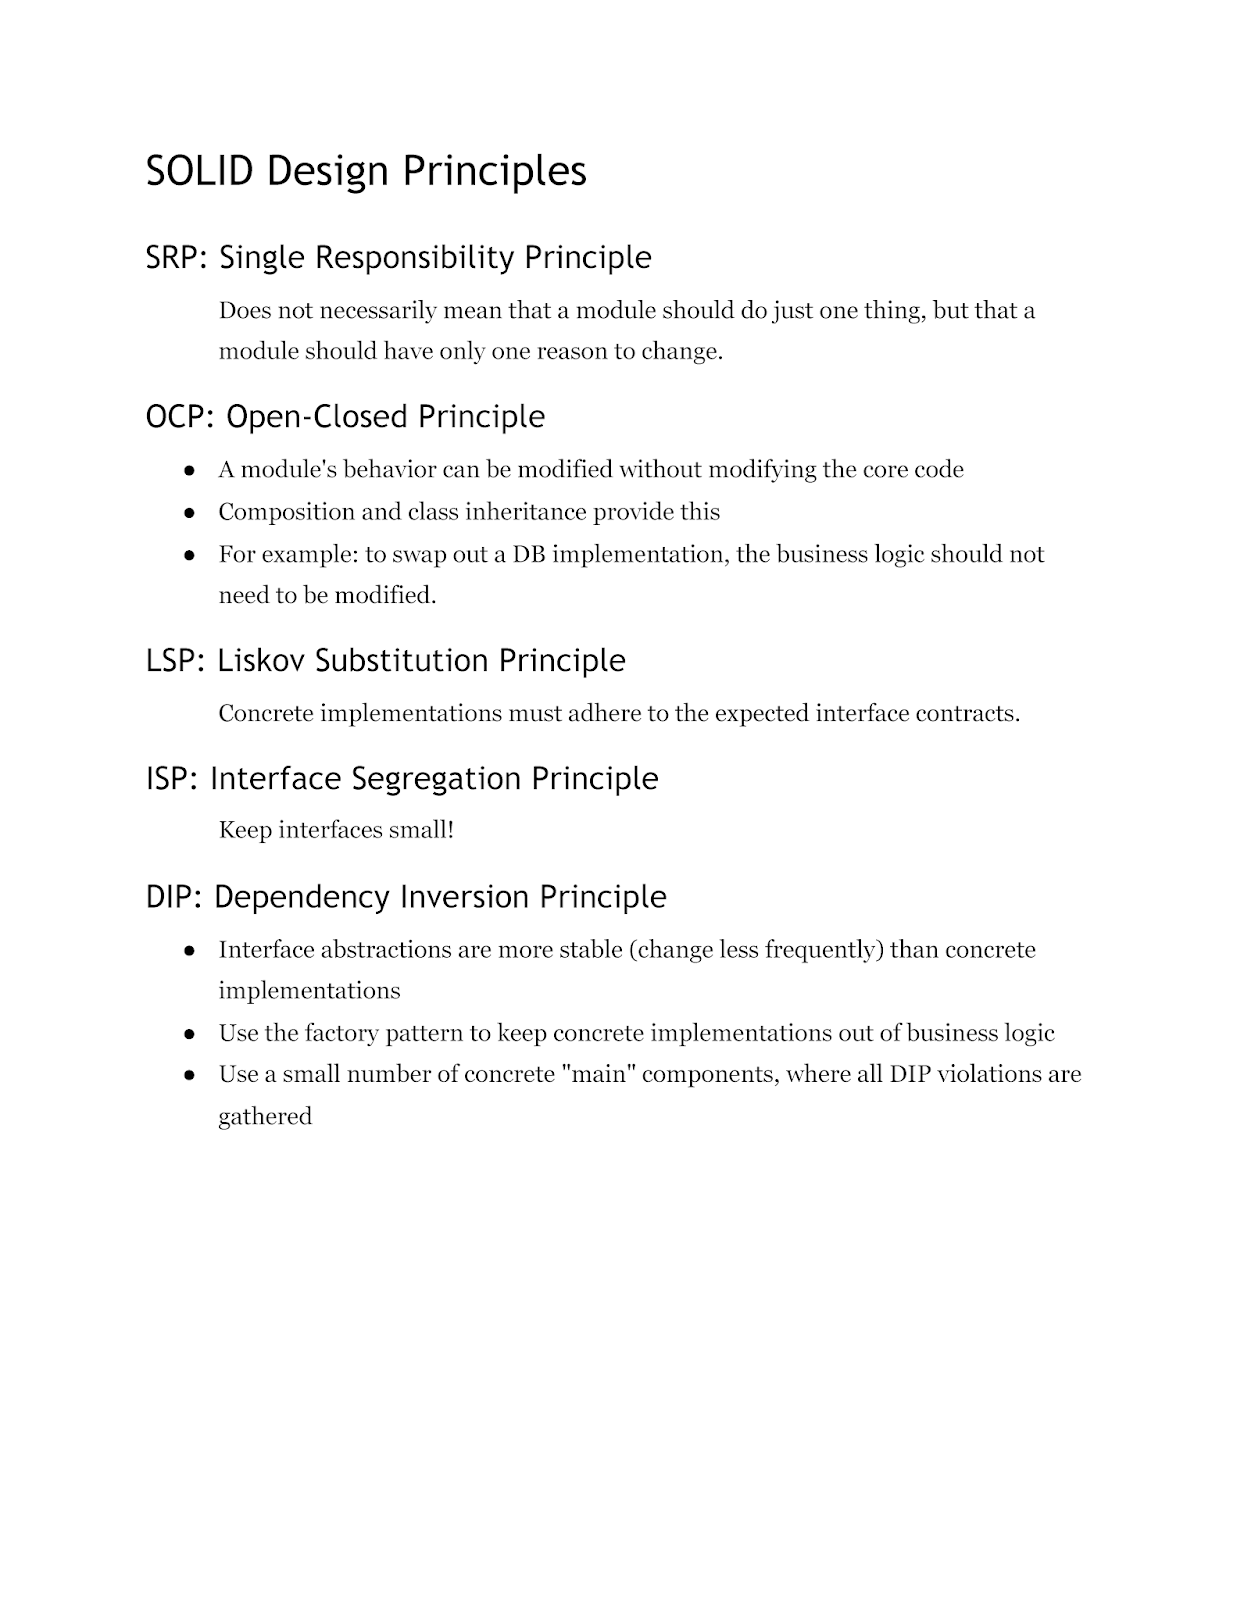 SOLID Design Principles
SRP: Single Responsibility Principle
Does not necessarily mean that a module should do just one thing, but that a
module should have only one reason to change.
OCP: Open-Closed Principle
● A module's behavior can be modified without modifying the core code
● Composition and class inheritance provide this
● For example: to swap out a DB implementation, the business logic should not
need to be modified.
LSP: Liskov Substitution Principle
Concrete implementations must adhere to the expected interface contracts.
ISP: Interface Segregation Principle
Keep interfaces small!
DIP: Dependency Inversion Principle
● Interface abstractions are more stable (change less frequently) than concrete
implementations
● Use the factory pattern to keep concrete implementations out of business logic
● Use a small number of concrete "main" components, where all DIP violations are
gathered